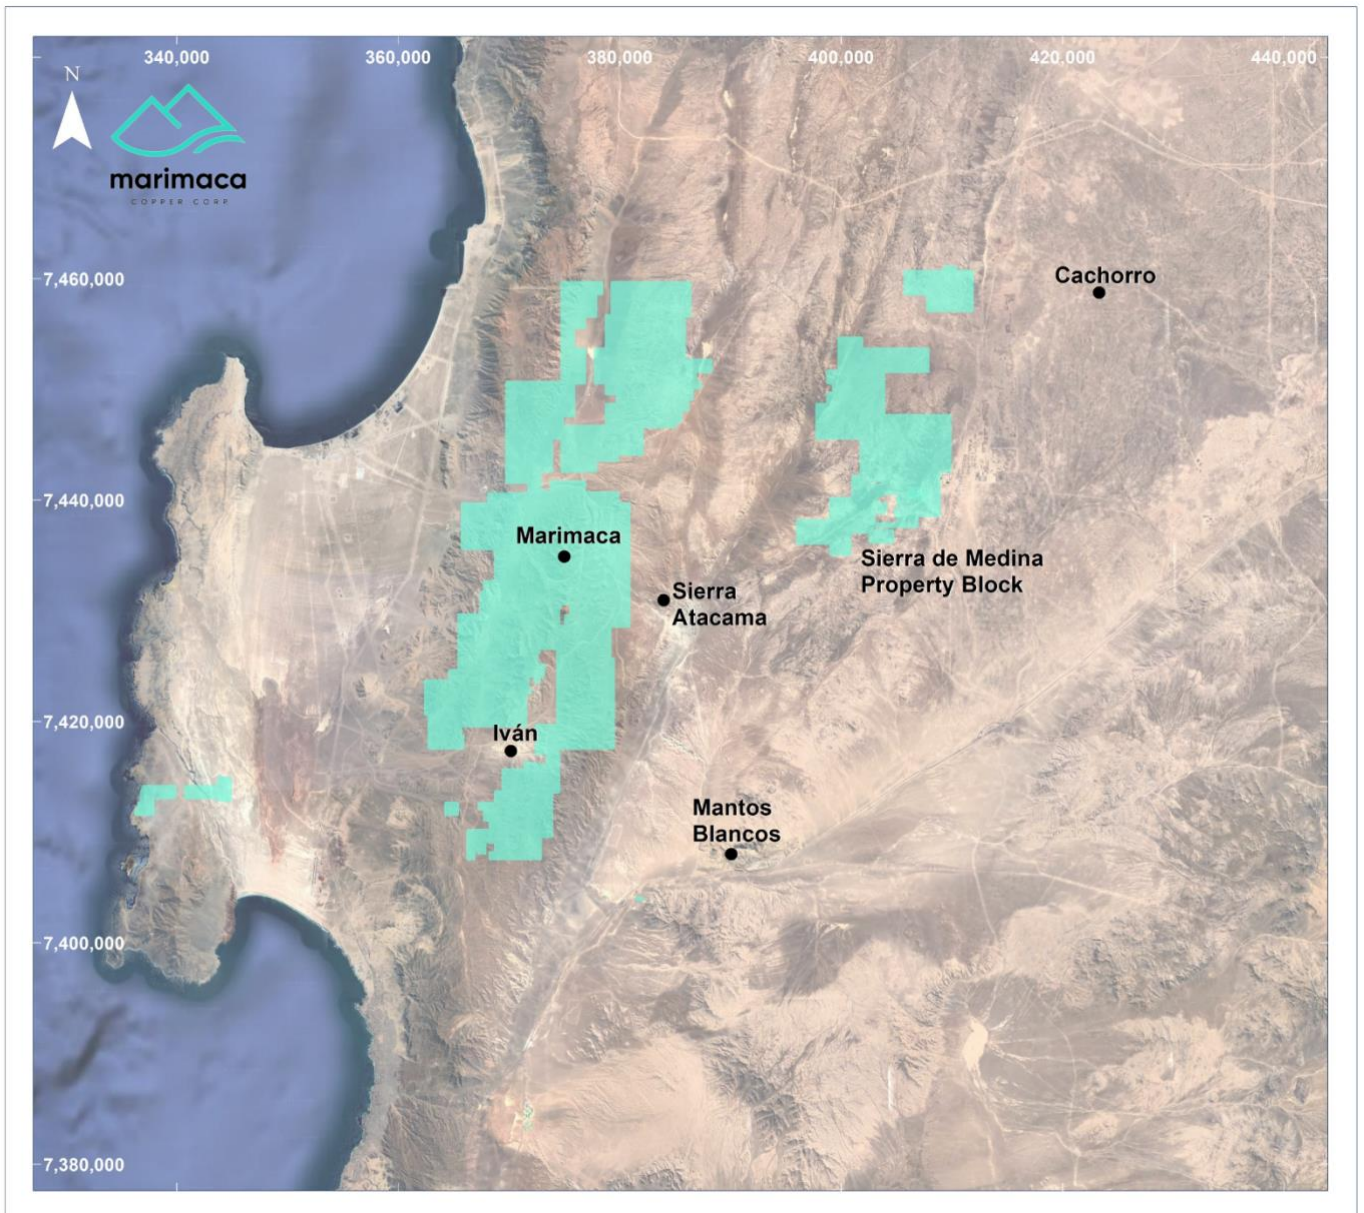 340,000
360,000
380,000
400,000
420,000
440,000
N
marimaca
COPPER CORP
7,460,000
Cachorro
7,440,000
Marimaca
Sierra de Medina
Property Block
Sierra
Atacama
7,420,000
Iván
Mantos
Blancos
7,400,000
7,380,000